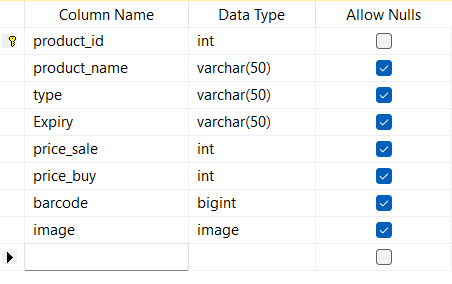 Column Name Data Type Allow Nulls
product_id int
product_name varchar(50)
type varchar(50)
Expiry varchar(50)
price_sale int
price_buy int
barcode bigint
image image